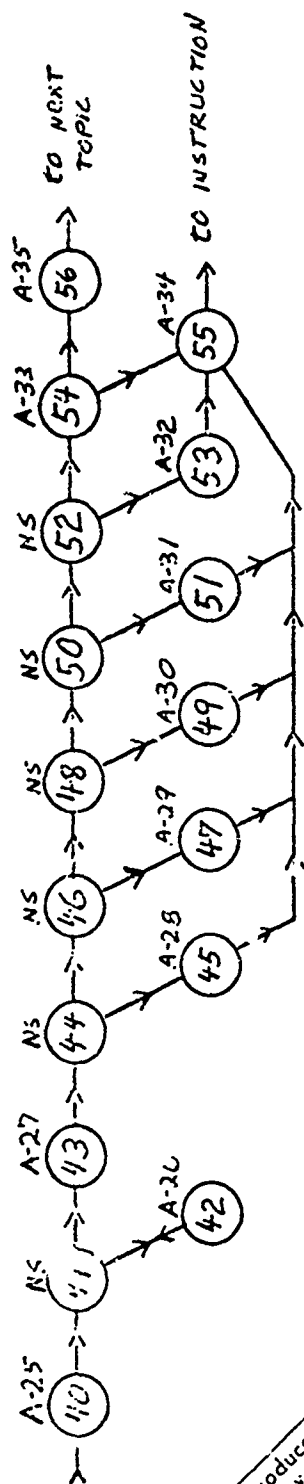 A-25
40
NS
41
A-26
42
A-27
43
NS
44
A-28
45
NS
46
A-29
47
NS
48
A-30
49
NS
50
A-31
51
NS
52
A-32
53
A-33
54
A-34
55
A-35
56
TO NEXT
TOPIC
TO INSTRUCTION